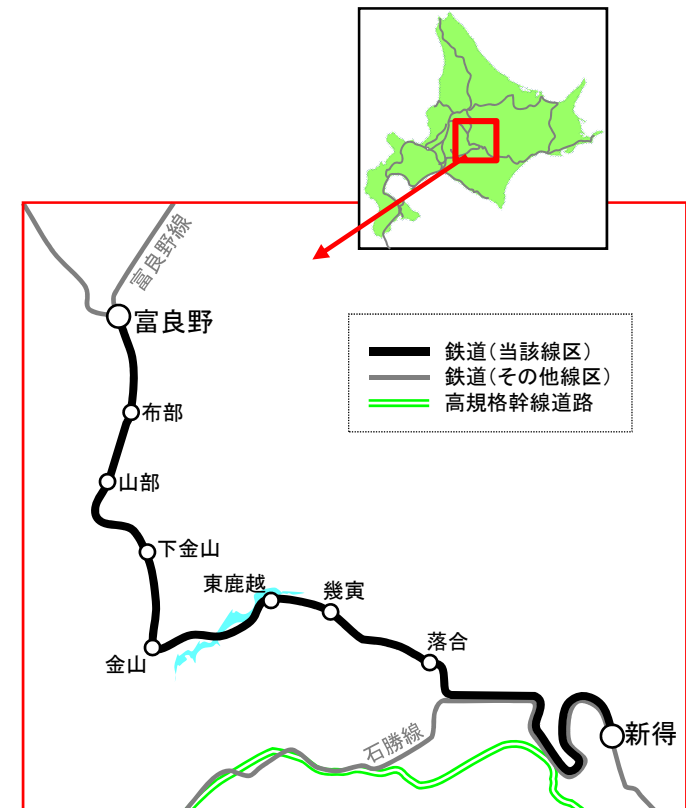 富良野線
富良野
鉄道（当該線区）
鉄道（その他線区）
高規格幹線道路
布部
山部
下金山
東鹿越
幾寅
金山
落合
石勝線
新得